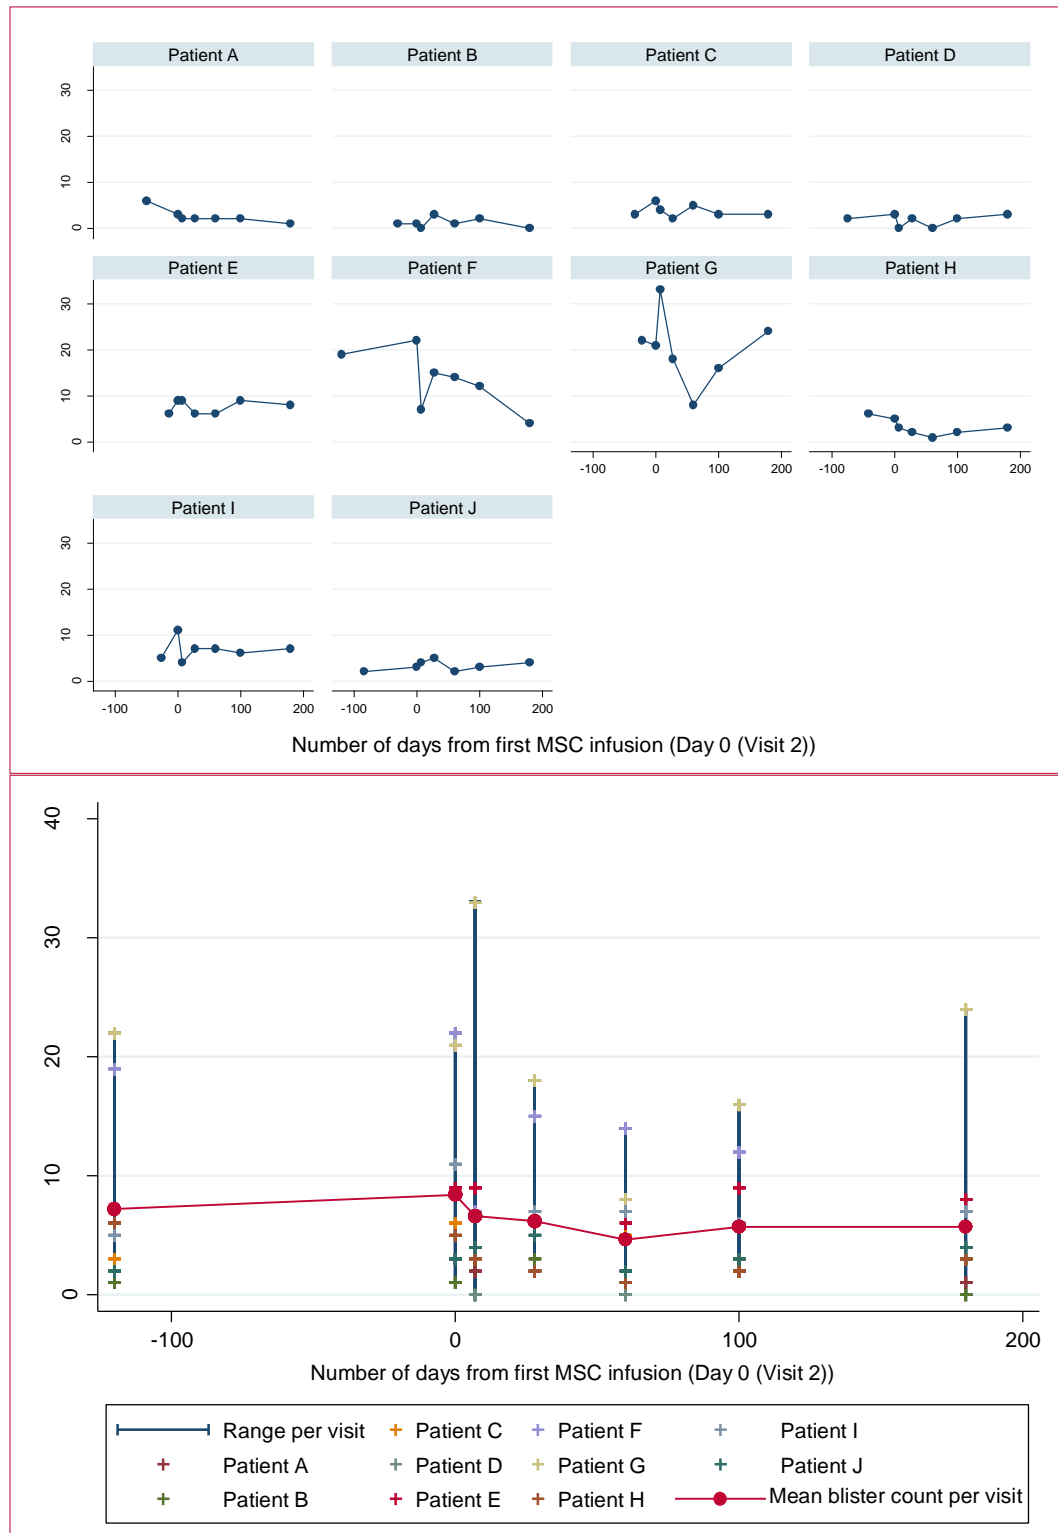 Patient A Patient B Patient C Patient D
30
20
10
0
Patient E Patient F Patient G Patient H
30
20
10
0
-100 0 100 200 -100 0 100 200
Patient I Patient J
30
20
10
0
-100 0 100 200 -100 0 100 200
Number of days from first MSC infusion (Day 0 (Visit 2))
40
30
20
10
0
-100 0 100 200
Number of days from first MSC infusion (Day 0 (Visit 2))
Range per visit Patient C Patient F Patient I
Patient A Patient D Patient G Patient J
Patient B Patient E Patient H Mean blister count per visit